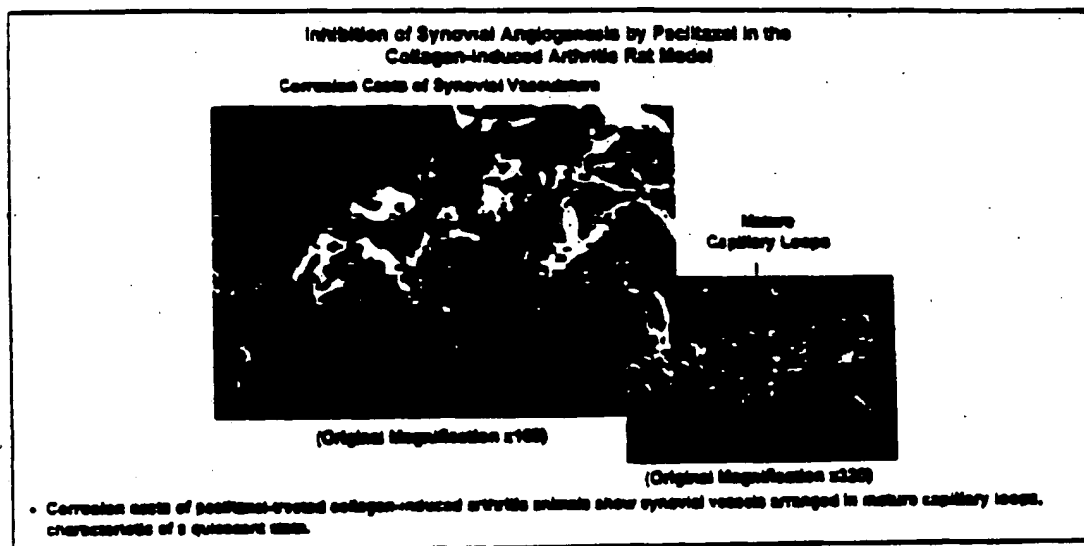 Inhibition of Synovial Angiogenesis by Paclitaxel in the
Collagen-Induced Arthritis Rat Model
Corrosion Casts of Synovial Vasculature
Mature
Capillary Loops
(Original Magnification
(Original Magnification
• Corrosion casts of paclitaxel-treated collagen-induced arthritis animals show synovial vessels arranged in mature capillary loops,
characteristic of a quiescent state.